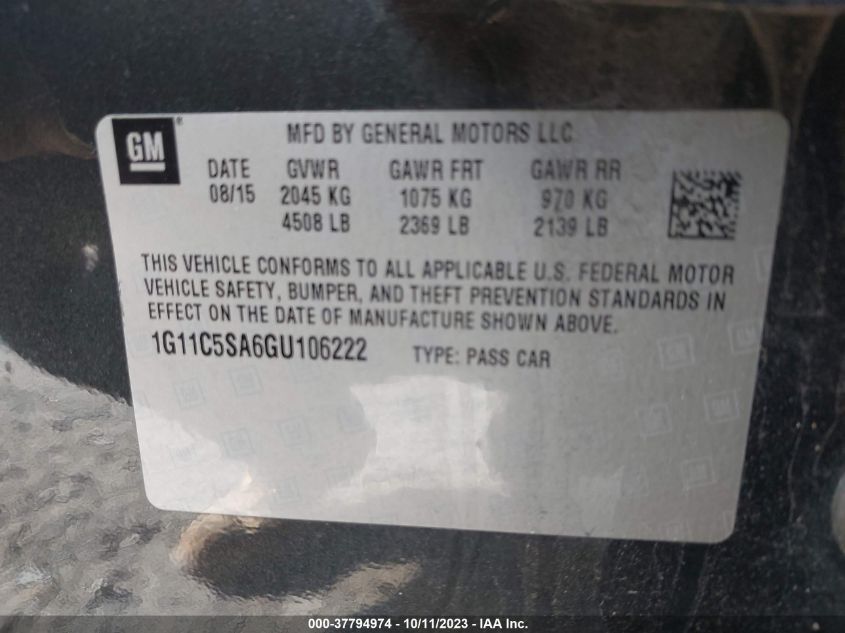 GM®
MFD BY GENERAL MOTORS LLC
DATE GVWR GAWR FRT GAWR RR
08/15 2045 KG 1075 KG 970 KG
4508 LB 2369 LB 2139 LB
THIS VEHICLE CONFORMS TO ALL APPLICABLE U.S. FEDERAL MOTOR
VEHICLE SAFETY, BUMPER, AND THEFT PREVENTION STANDARDS IN
EFFECT ON THE DATE OF MANUFACTURE SHOWN ABOVE.
1G11C5SA6GU106222 TYPE: PASS CAR
000-37794974 - 10/11/2023 - IAA Inc.